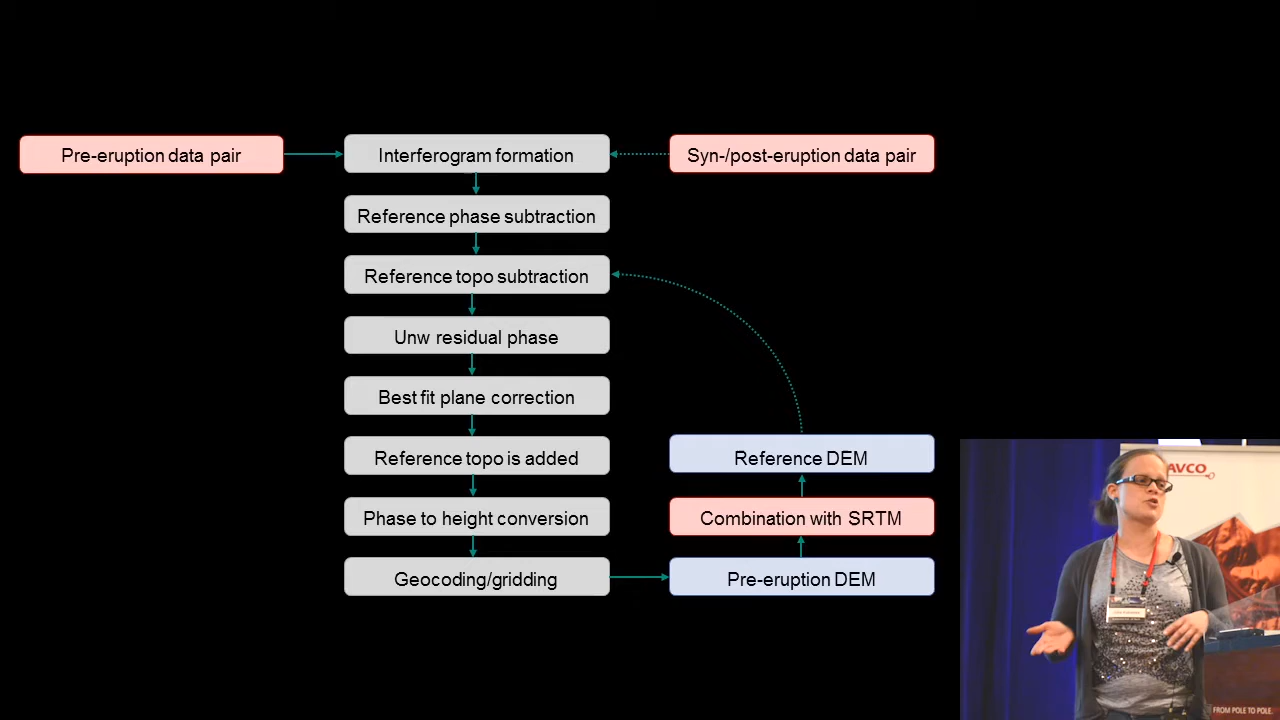 Pre-eruption data pair
Interferogram formation
Syn-/post-eruption data pair
Reference phase subtraction
Reference topo subtraction
Unw residual phase
Best fit plane correction
Reference topo is added
Reference DEM
Phase to height conversion
Combination with SRTM
Geocoding/gridding
Pre-eruption DEM
AVCO
FROM POLE TO POLE.